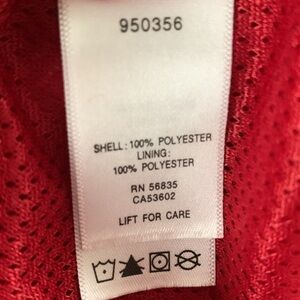 950356
SHELL: 100% POLYESTER
LINING:
100% POLYESTER
RN 56835
CA53602
LIFT FOR CARE